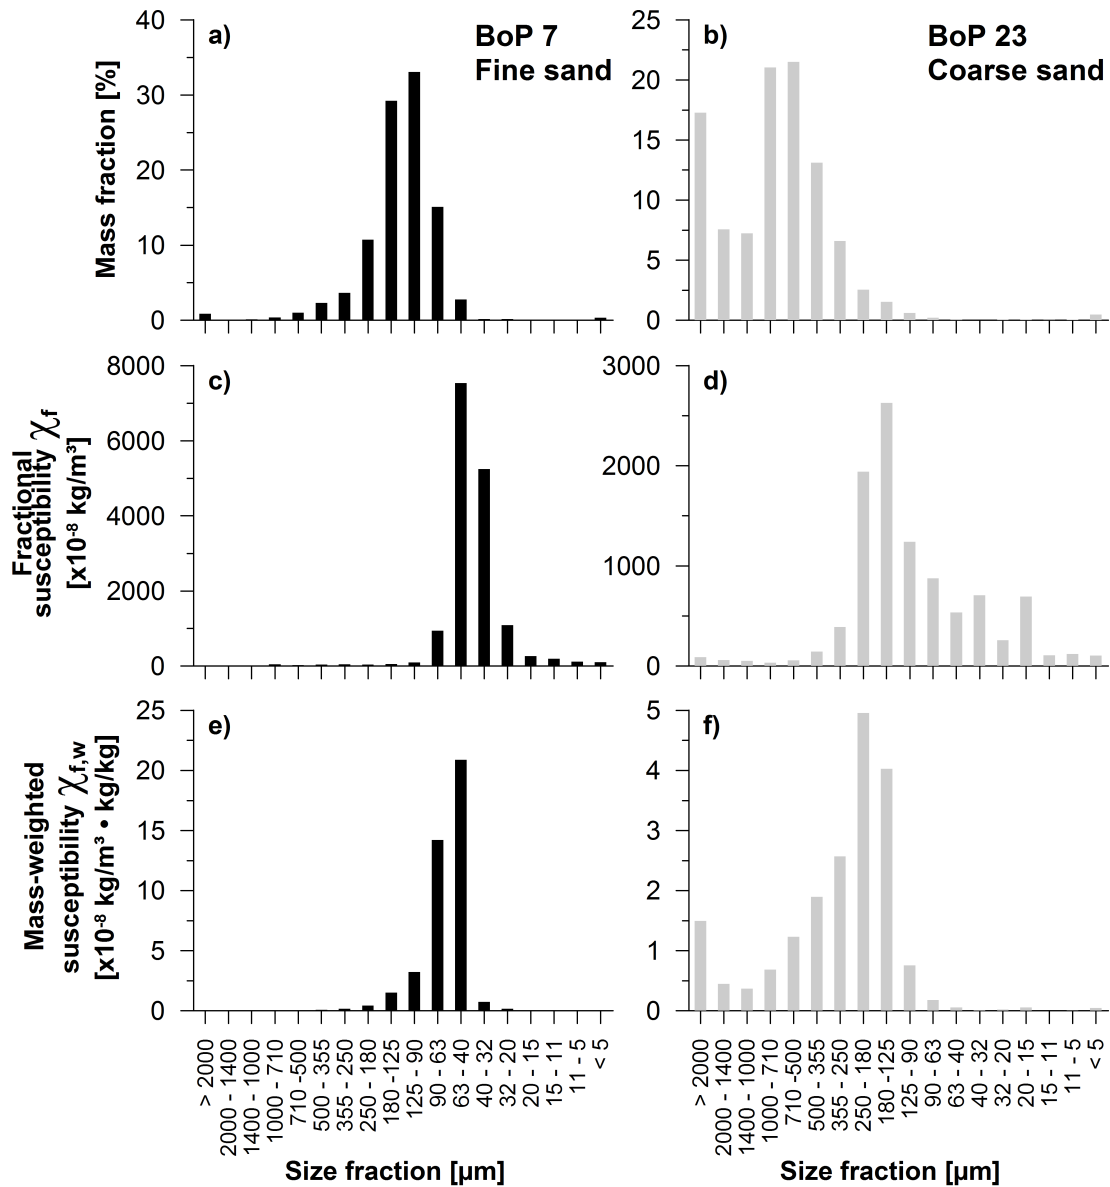 a)
BoP 7
Fine sand
Mass fraction [%]
40
30
20
10
0
b)
BoP 23
Coarse sand
25
20
15
10
5
0
c)
Fractional
susceptibility χf
[x10⁻⁸ kg/m³]
8000
6000
4000
2000
0
d)
3000
2000
1000
0
e)
Mass-weighted
susceptibility χf,w
[x10⁻⁸ kg/m³ • kg/kg]
25
20
15
10
5
0
f)
5
4
3
2
1
0
> 2000
2000 - 1400
1400 - 1000
1000 - 710
710 -500
500 - 355
355 - 250
250 - 180
180 -125
125 - 90
90 - 63
63 - 40
40 - 32
32 - 20
20 - 15
15 - 11
11 - 5
< 5
Size fraction [µm]
> 2000
2000 - 1400
1400 - 1000
1000 - 710
710 -500
500 - 355
355 - 250
250 - 180
180 -125
125 - 90
90 - 63
63 - 40
40 - 32
32 - 20
20 - 15
15 - 11
11 - 5
< 5
Size fraction [µm]